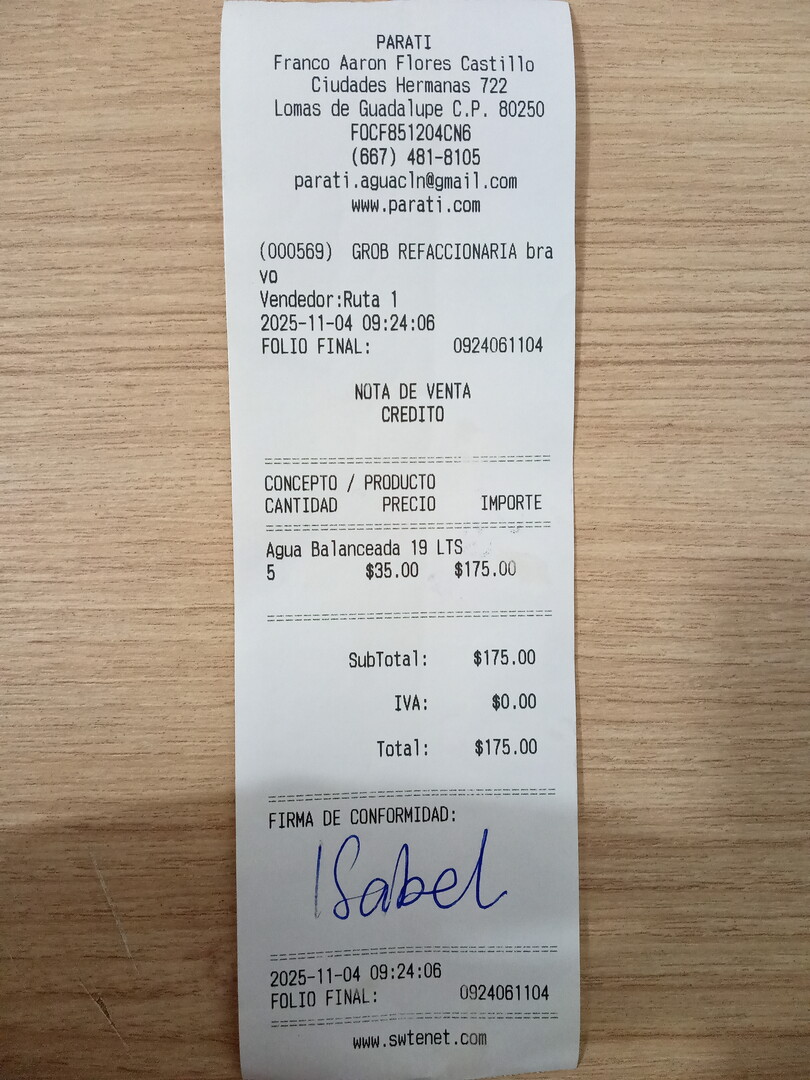 PARATI
Franco Aaron Flores Castillo
Ciudades Hermanas 722
Lomas de Guadalupe C.P. 80250
FOCF851204CN6
(667) 481-8105
parati.aguacln@gmail.com
www.parati.com
(000569) GROB REFACCIONARIA bra
vo
Vendedor:Ruta 1
2025-11-04 09:24:06
FOLIO FINAL: 0924061104
NOTA DE VENTA
CREDITO
CONCEPTO / PRODUCTO
CANTIDAD PRECIO IMPORTE
Agua Balanceada 19 LTS
5 $35.00 $175.00
SubTotal: $175.00
IVA: $0.00
Total: $175.00
FIRMA DE CONFORMIDAD:
Isabel
2025-11-04 09:24:06
FOLIO FINAL: 0924061104
www.swtenet.com